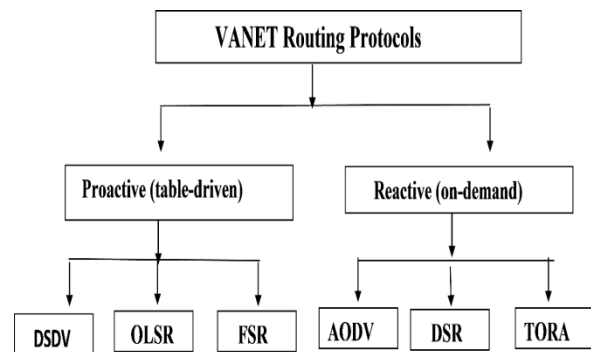 VANET Routing Protocols
Proactive (table-driven)
Reactive (on-demand)
DSDV
OLSR
FSR
AODV
DSR
TORA